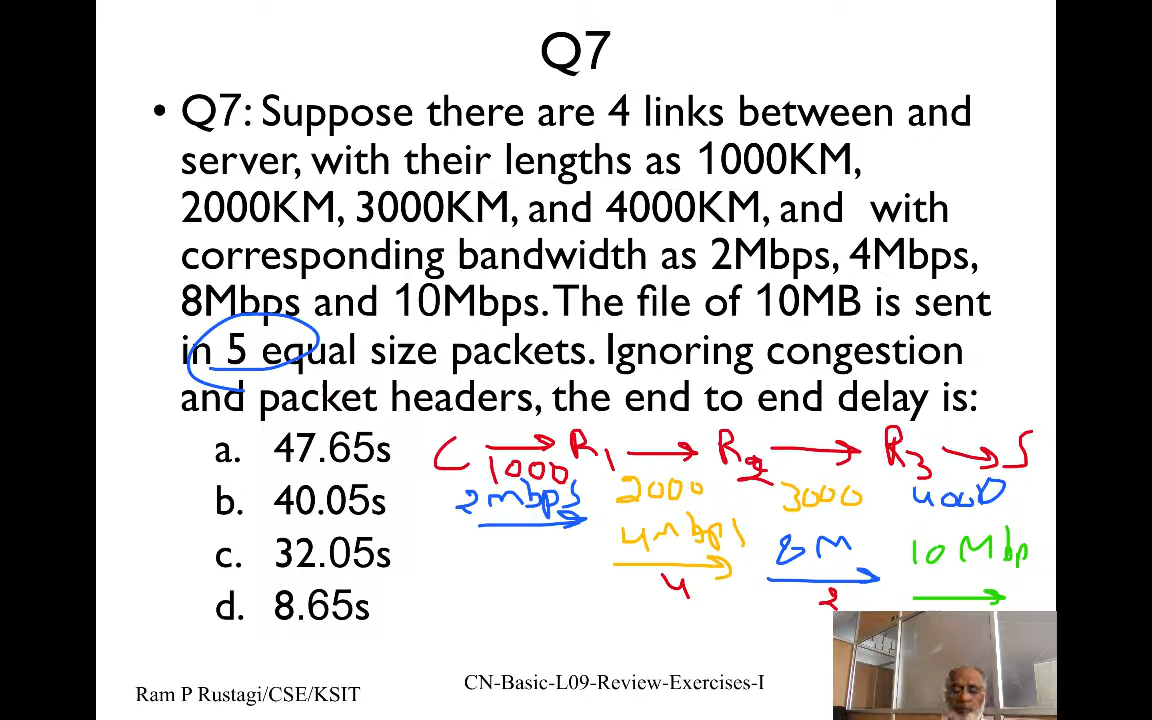 Q7
• Q7: Suppose there are 4 links between and
server, with their lengths as 1000KM,
2000KM, 3000KM, and 4000KM, and with
corresponding bandwidth as 2Mbps, 4Mbps,
8Mbps and 10Mbps. The file of 10MB is sent
in 5 equal size packets. Ignoring congestion
and packet headers, the end to end delay is:
a. 47.65s
b. 40.05s
c. 32.05s
d. 8.65s
C R1 R2 R3 S
1000 2000 3000 4000
2mbps 4Mbps 8M 10Mbp
4 2
Ram P Rustagi/CSE/KSIT
CN-Basic-L09-Review-Exercises-I